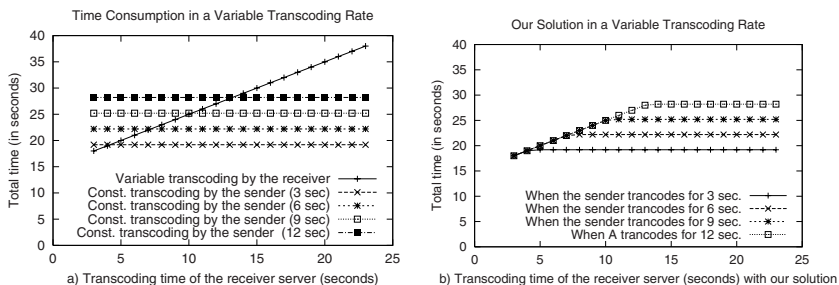 Time Consumption in a Variable Transcoding Rate
40
35
30
25
20
15
10
5
0
Total time (in seconds)
Variable transcoding by the receiver
Const. transcoding by the sender (3 sec)
Const. transcoding by the sender (6 sec)
Const. transcoding by the sender (9 sec)
Const. transcoding by the sender (12 sec)
0 5 10 15 20 25
a) Transcoding time of the receiver server (seconds)
Our Solution in a Variable Transcoding Rate
40
35
30
25
20
15
10
5
0
Total time (in seconds)
When the sender trancodes for 3 sec.
When the sender trancodes for 6 sec.
When the sender trancodes for 9 sec.
When A trancodes for 12 sec.
0 5 10 15 20 25
b) Transcoding time of the receiver server (seconds) with our solution